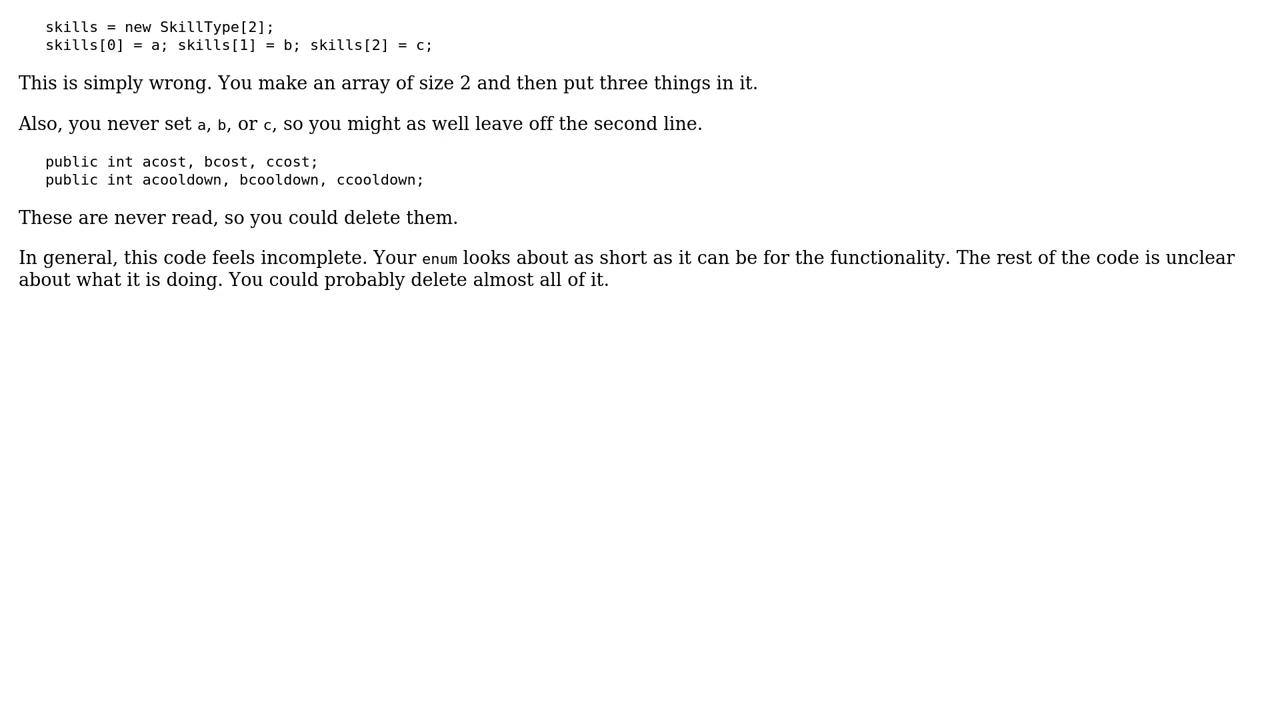 skills = new SkillType[2];
skills[0] = a; skills[1] = b; skills[2] = c;
This is simply wrong. You make an array of size 2 and then put three things in it.
Also, you never set a, b, or c, so you might as well leave off the second line.
public int acost, bcost, ccost;
public int acooldown, bcooldown, ccooldown;
These are never read, so you could delete them.
In general, this code feels incomplete. Your enum looks about as short as it can be for the functionality. The rest of the code is unclear
about what it is doing. You could probably delete almost all of it.